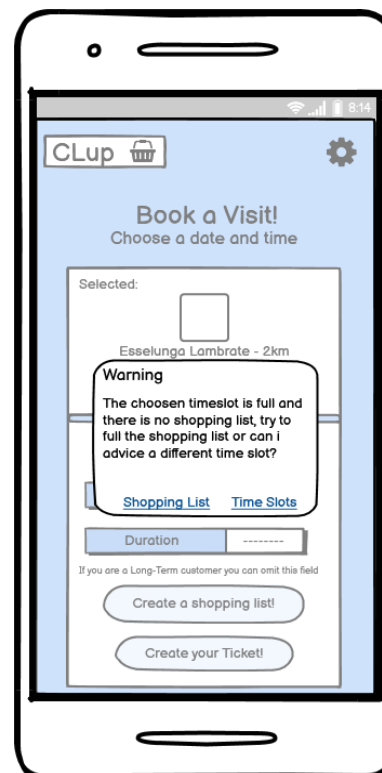 8:14
CLup
Book a Visit!
Choose a date and time
Selected:
Esselunga Lambrate - 2km
Warning
The choosen timeslot is full and
there is no shopping list, try to
full the shopping list or can i
advice a different time slot?
Shopping List Time Slots
Duration --------
If you are a Long-Term customer you can omit this field
Create a shopping list!
Create your Ticket!